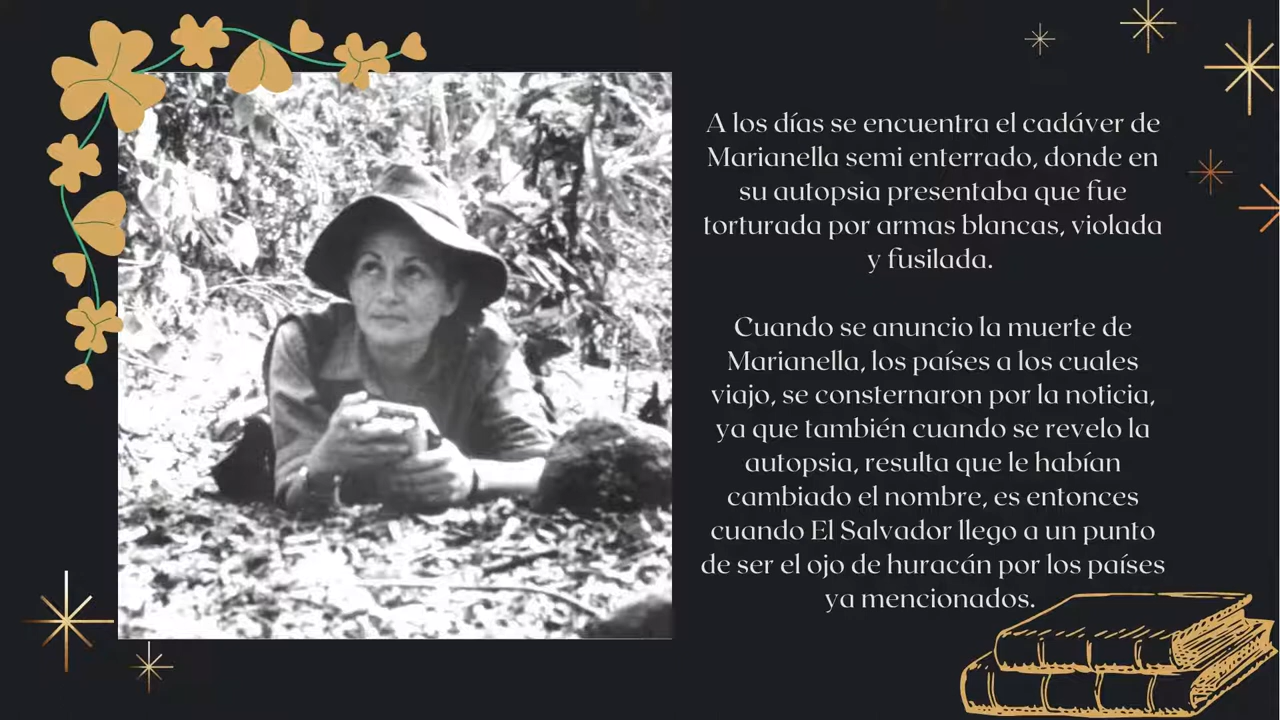 A los días se encuentra el cadáver de
Marianella semi enterrado, donde en
su autopsia presentaba que fue
torturada por armas blancas, violada
y fusilada.
Cuando se anuncio la muerte de
Marianella, los países a los cuales
viajo, se consternaron por la noticia,
ya que también cuando se revelo la
autopsia, resulta que le habían
cambiado el nombre, es entonces
cuando El Salvador llego a un punto
de ser el ojo de huracán por los países
ya mencionados.